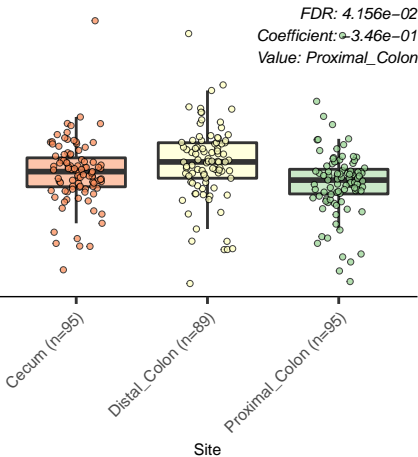 FDR: 4.156e−02
Coefficient: −3.46e−01
Value: Proximal_Colon
Cecum (n=95)
Distal_Colon (n=89)
Proximal_Colon (n=95)
Site